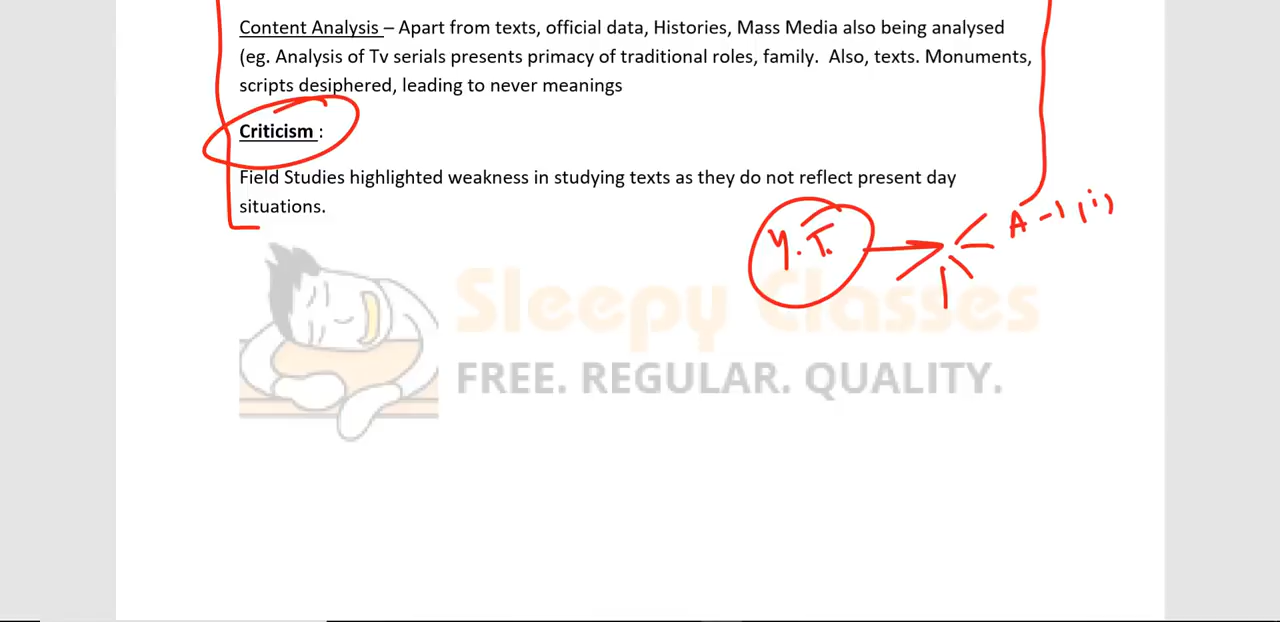 Content Analysis – Apart from texts, official data, Histories, Mass Media also being analysed
(eg. Analysis of Tv serials presents primacy of traditional roles, family.  Also, texts. Monuments,
scripts desiphered, leading to never meanings
Criticism :
Field Studies highlighted weakness in studying texts as they do not reflect present day
situations.
Y.T.
A-1 (i)
Sleepy Classes
FREE. REGULAR. QUALITY.